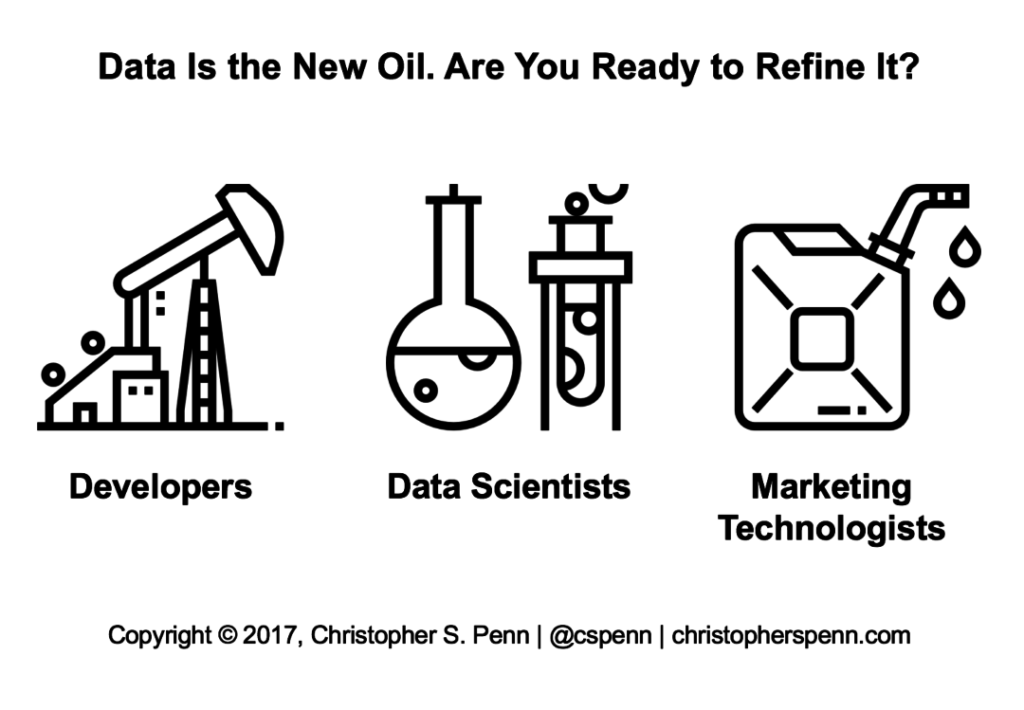 Data Is the New Oil. Are You Ready to Refine It?
Developers
Data Scientists
Marketing
Technologists
Copyright © 2017, Christopher S. Penn | @cspenn | christopherspenn.com